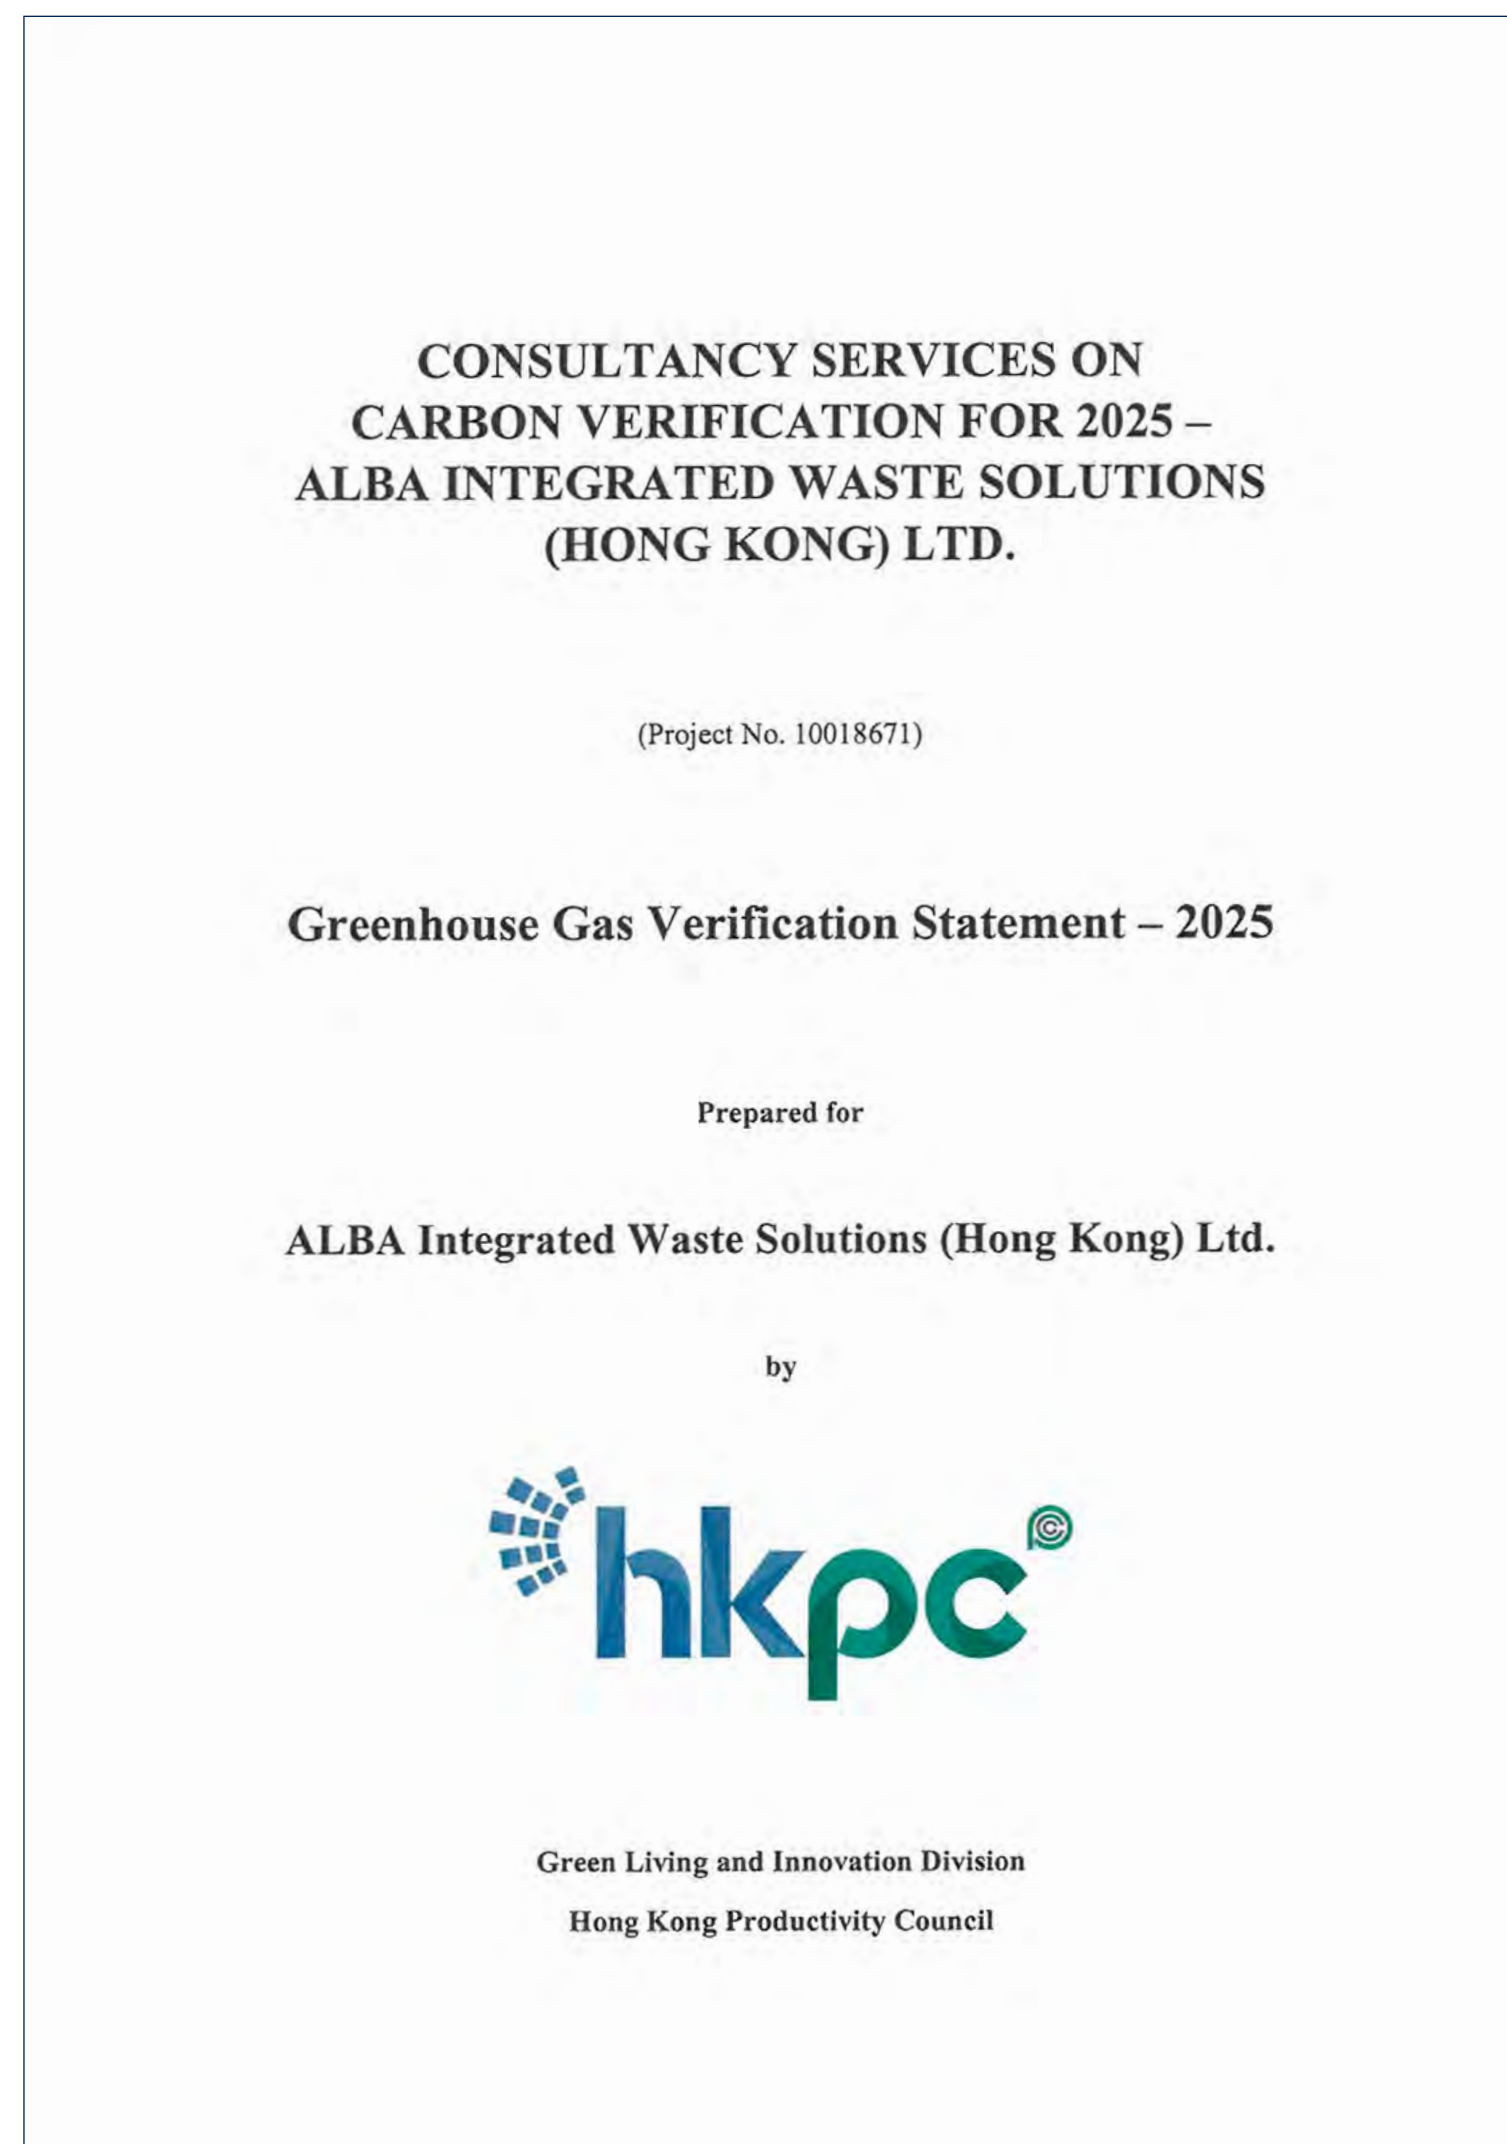 CONSULTANCY SERVICES ON
CARBON VERIFICATION FOR 2025 –
ALBA INTEGRATED WASTE SOLUTIONS
(HONG KONG) LTD.
(Project No. 10018671)
Greenhouse Gas Verification Statement – 2025
Prepared for
ALBA Integrated Waste Solutions (Hong Kong) Ltd.
by
hkpc
Green Living and Innovation Division
Hong Kong Productivity Council